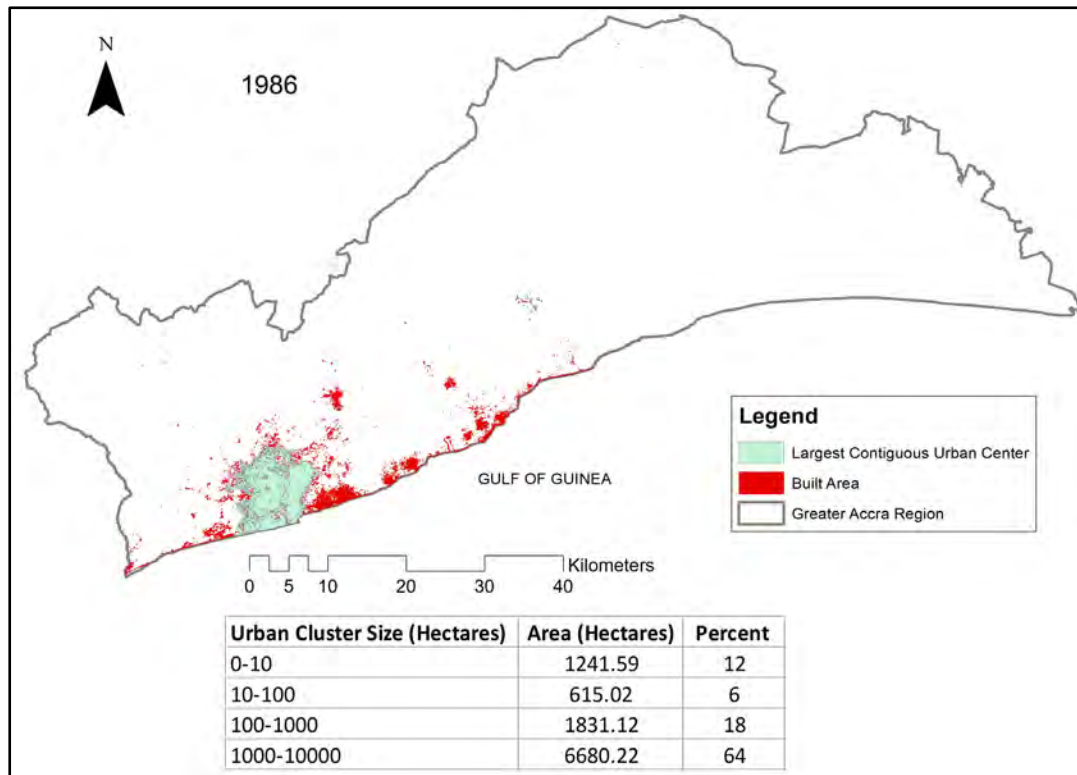 N
1986
GULF OF GUINEA
Legend
Largest Contiguous Urban Center
Built Area
Greater Accra Region
Kilometers
0 5 10 20 30 40
Urban Cluster Size (Hectares) Area (Hectares) Percent
0-10 1241.59 12
10-100 615.02 6
100-1000 1831.12 18
1000-10000 6680.22 64